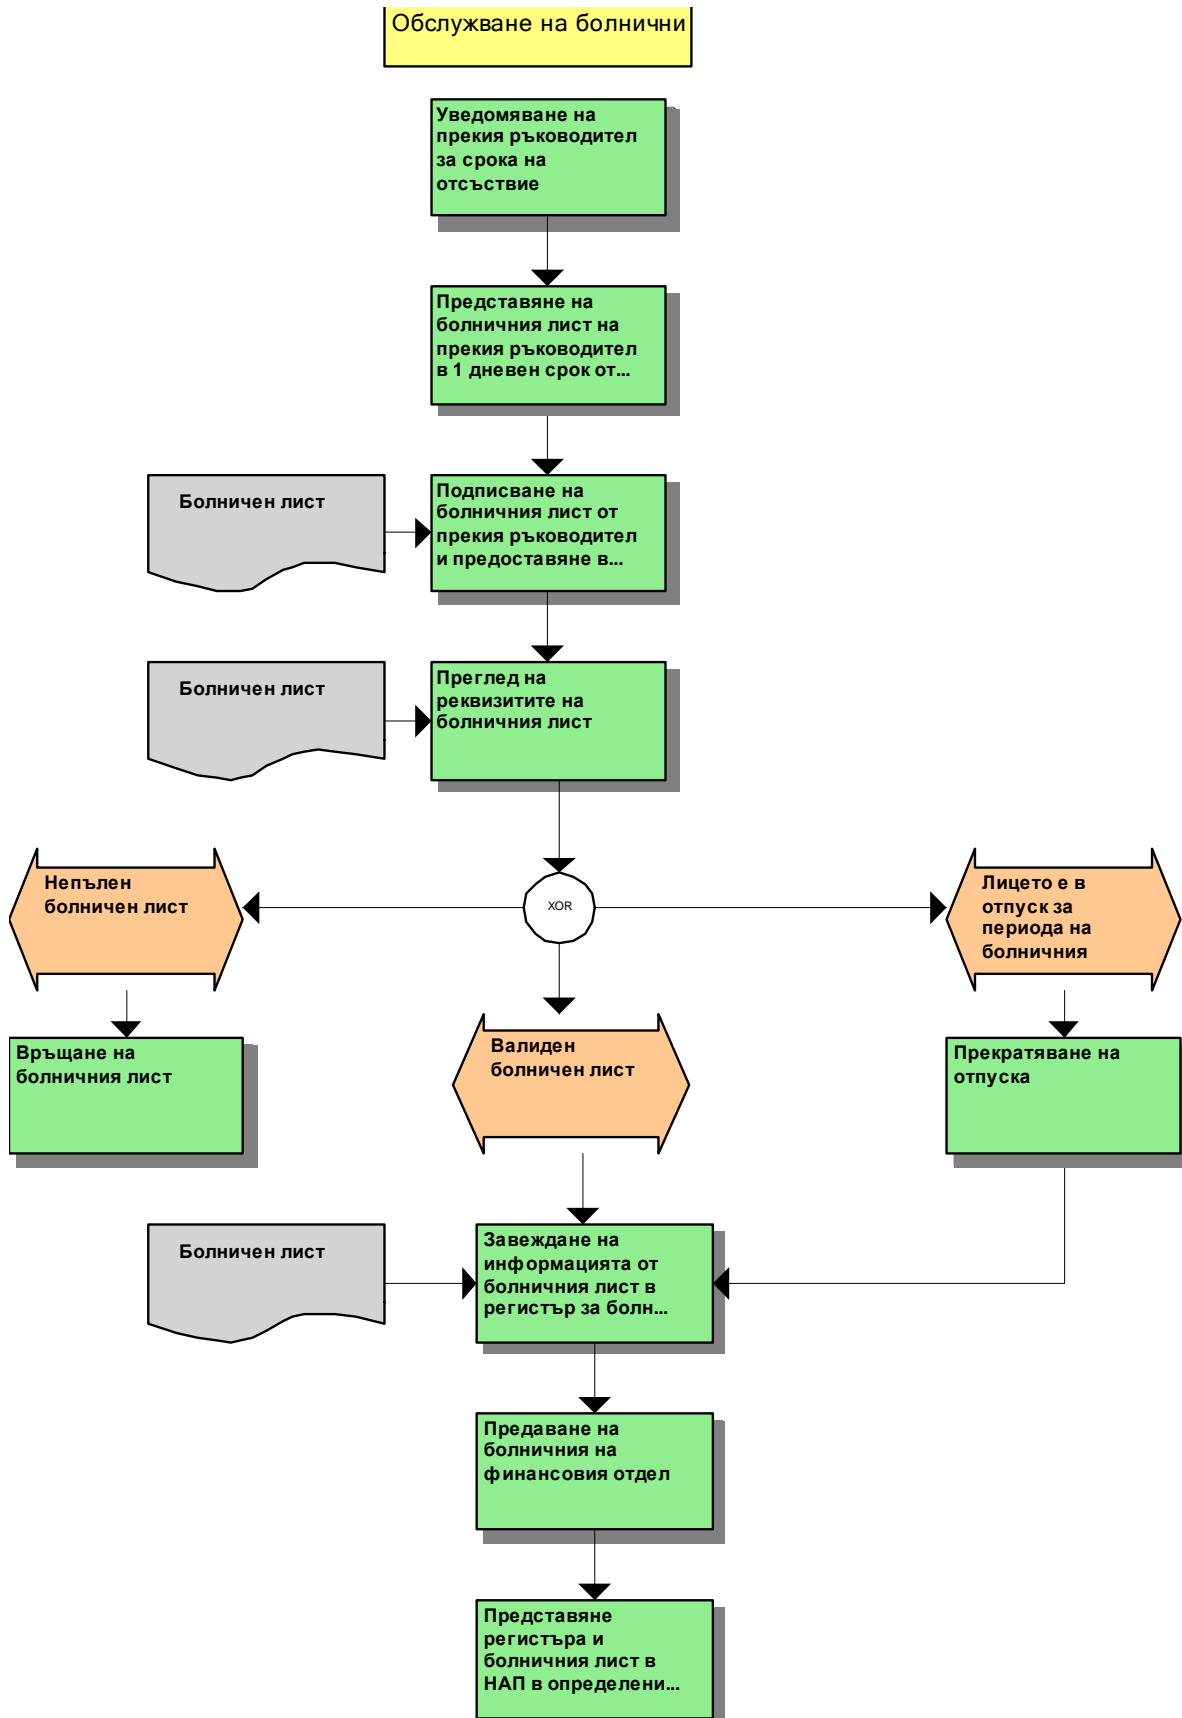 Обслужване на болнични
Уведомяване на
прекия ръководител
за срока на
отсъствие
Представяне на
болничния лист на
прекия ръководител
в 1 дневен срок от...
Болничен лист
Подписване на
болничния лист от
прекия ръководител
и предоставяне в...
Болничен лист
Преглед на
реквизитите на
болничния лист
Непълен
болничен лист
XOR
Лицето е в
отпуск за
периода на
болничния
Връщане на
болничния лист
Валиден
болничен лист
Прекратяване на
отпуска
Болничен лист
Завеждане на
информацията от
болничния лист в
регистър за болн...
Предаване на
болничния на
финансовия отдел
Представяне
регистъра и
болничния лист в
НАП в определени...